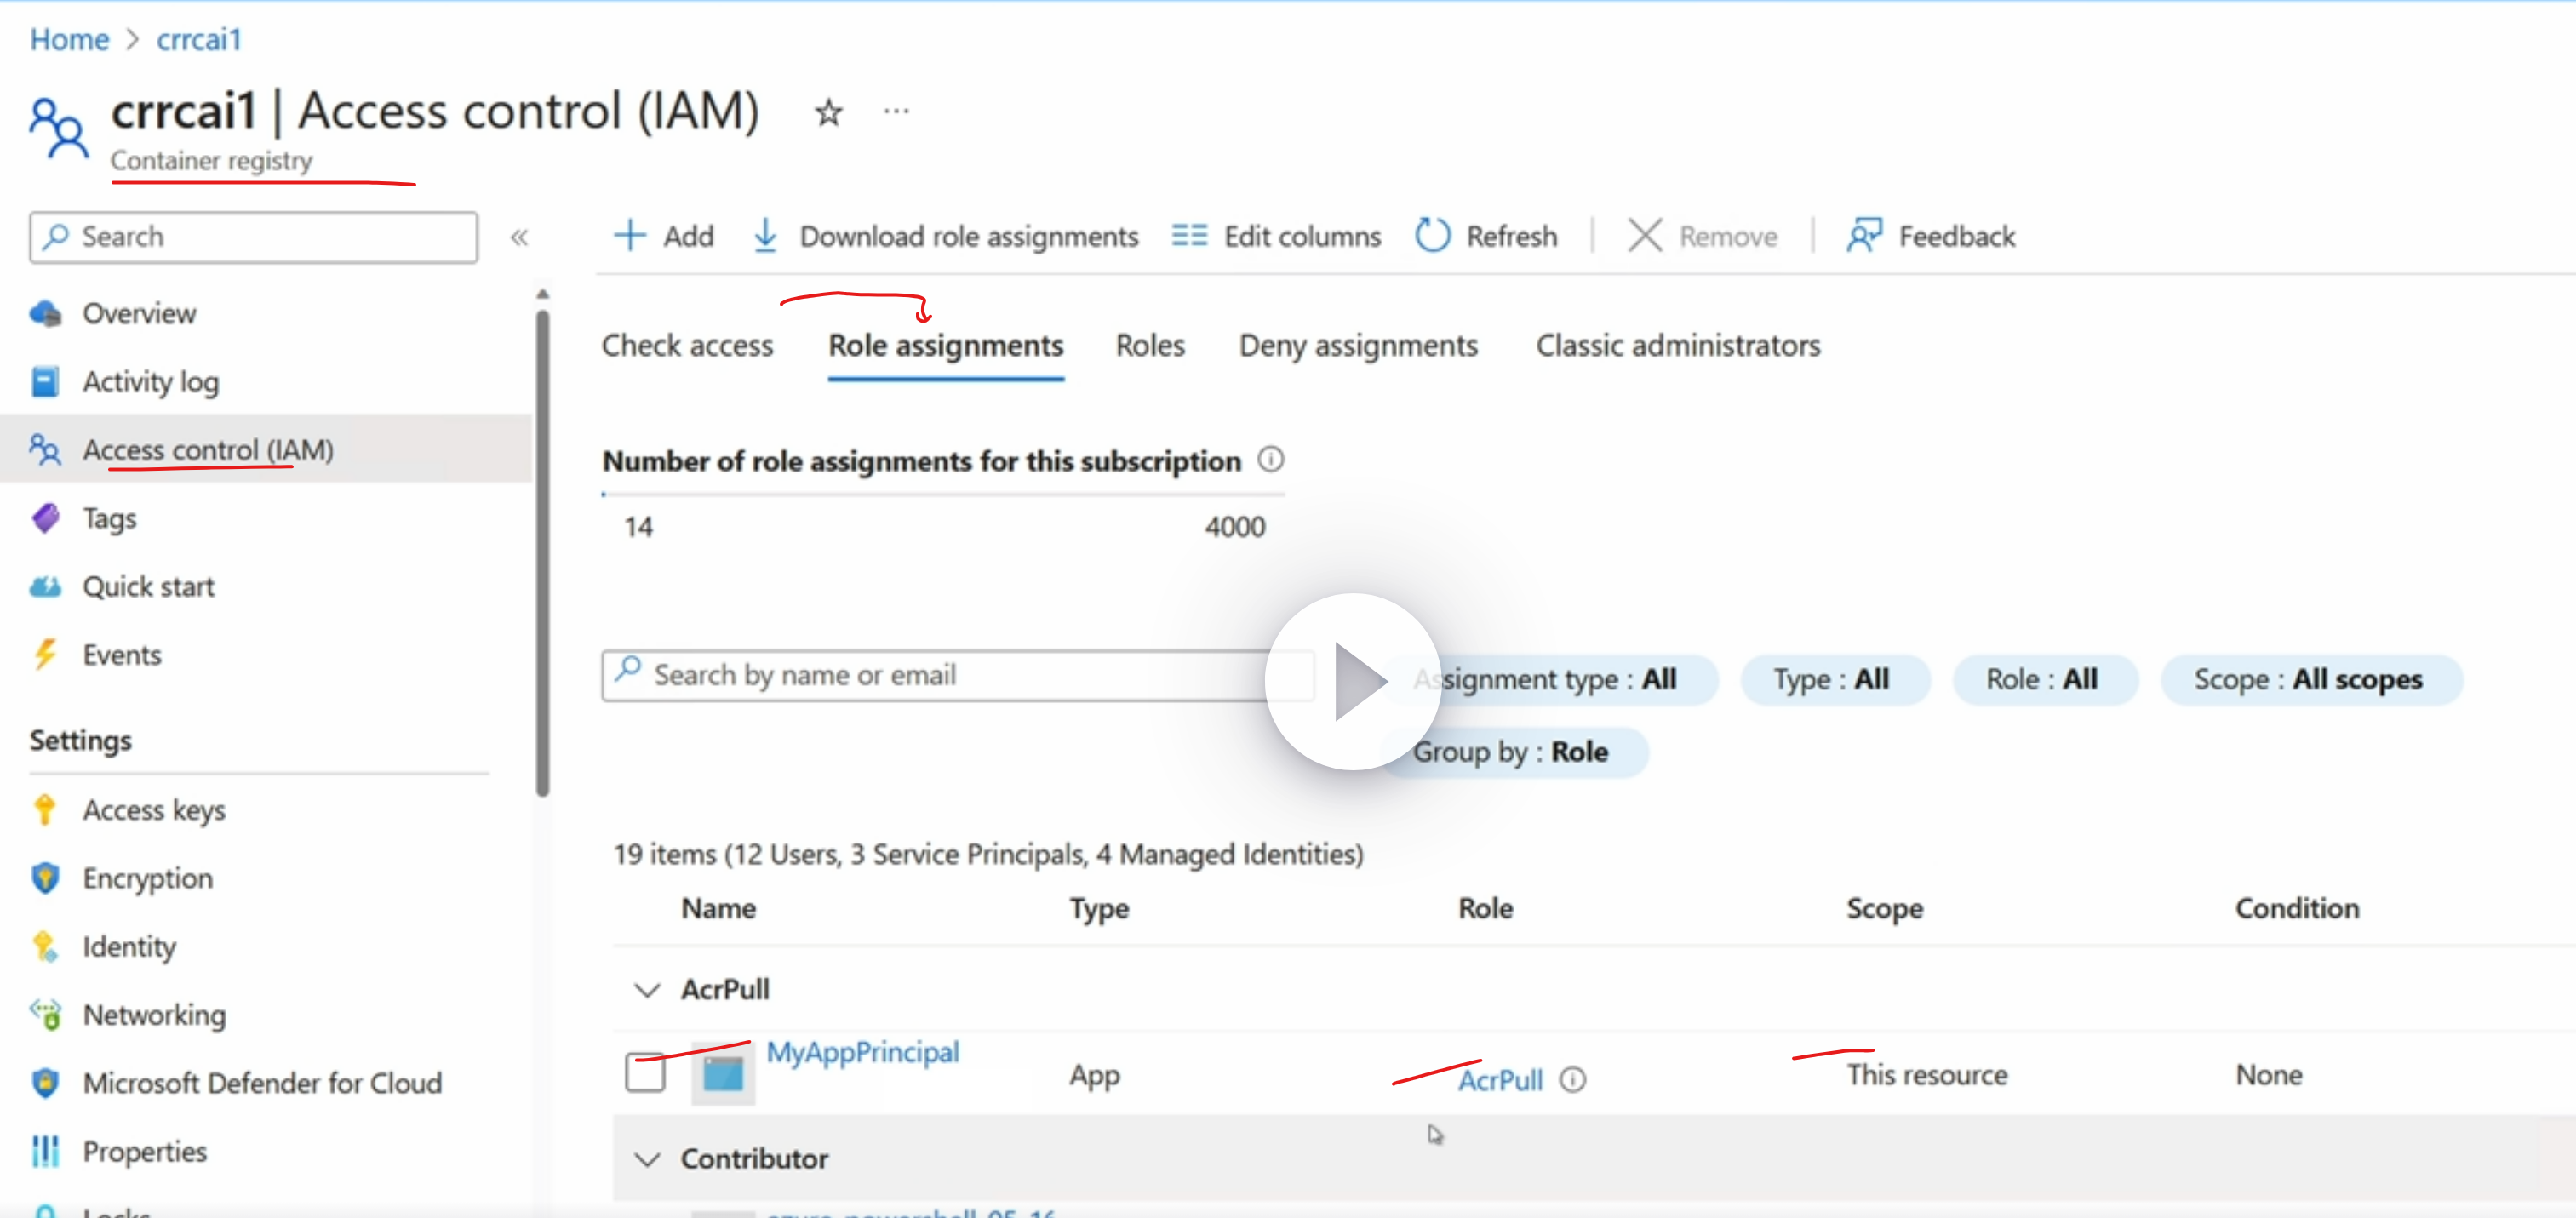 Home > crrcai1
crrcai1 | Access control (IAM) ☆ ···
Container registry
Search «
Overview
Activity log
Access control (IAM)
Tags
Quick start
Events
Settings
Access keys
Encryption
Identity
Networking
Microsoft Defender for Cloud
Properties
Locks
Add Download role assignments Edit columns Refresh Remove Feedback
Check access Role assignments Roles Deny assignments Classic administrators
Number of role assignments for this subscription
14 4000
Search by name or email
Assignment type : All Type : All Role : All Scope : All scopes
Group by : Role
19 items (12 Users, 3 Service Principals, 4 Managed Identities)
Name Type Role Scope Condition
AcrPull
MyAppPrincipal App AcrPull This resource None
Contributor